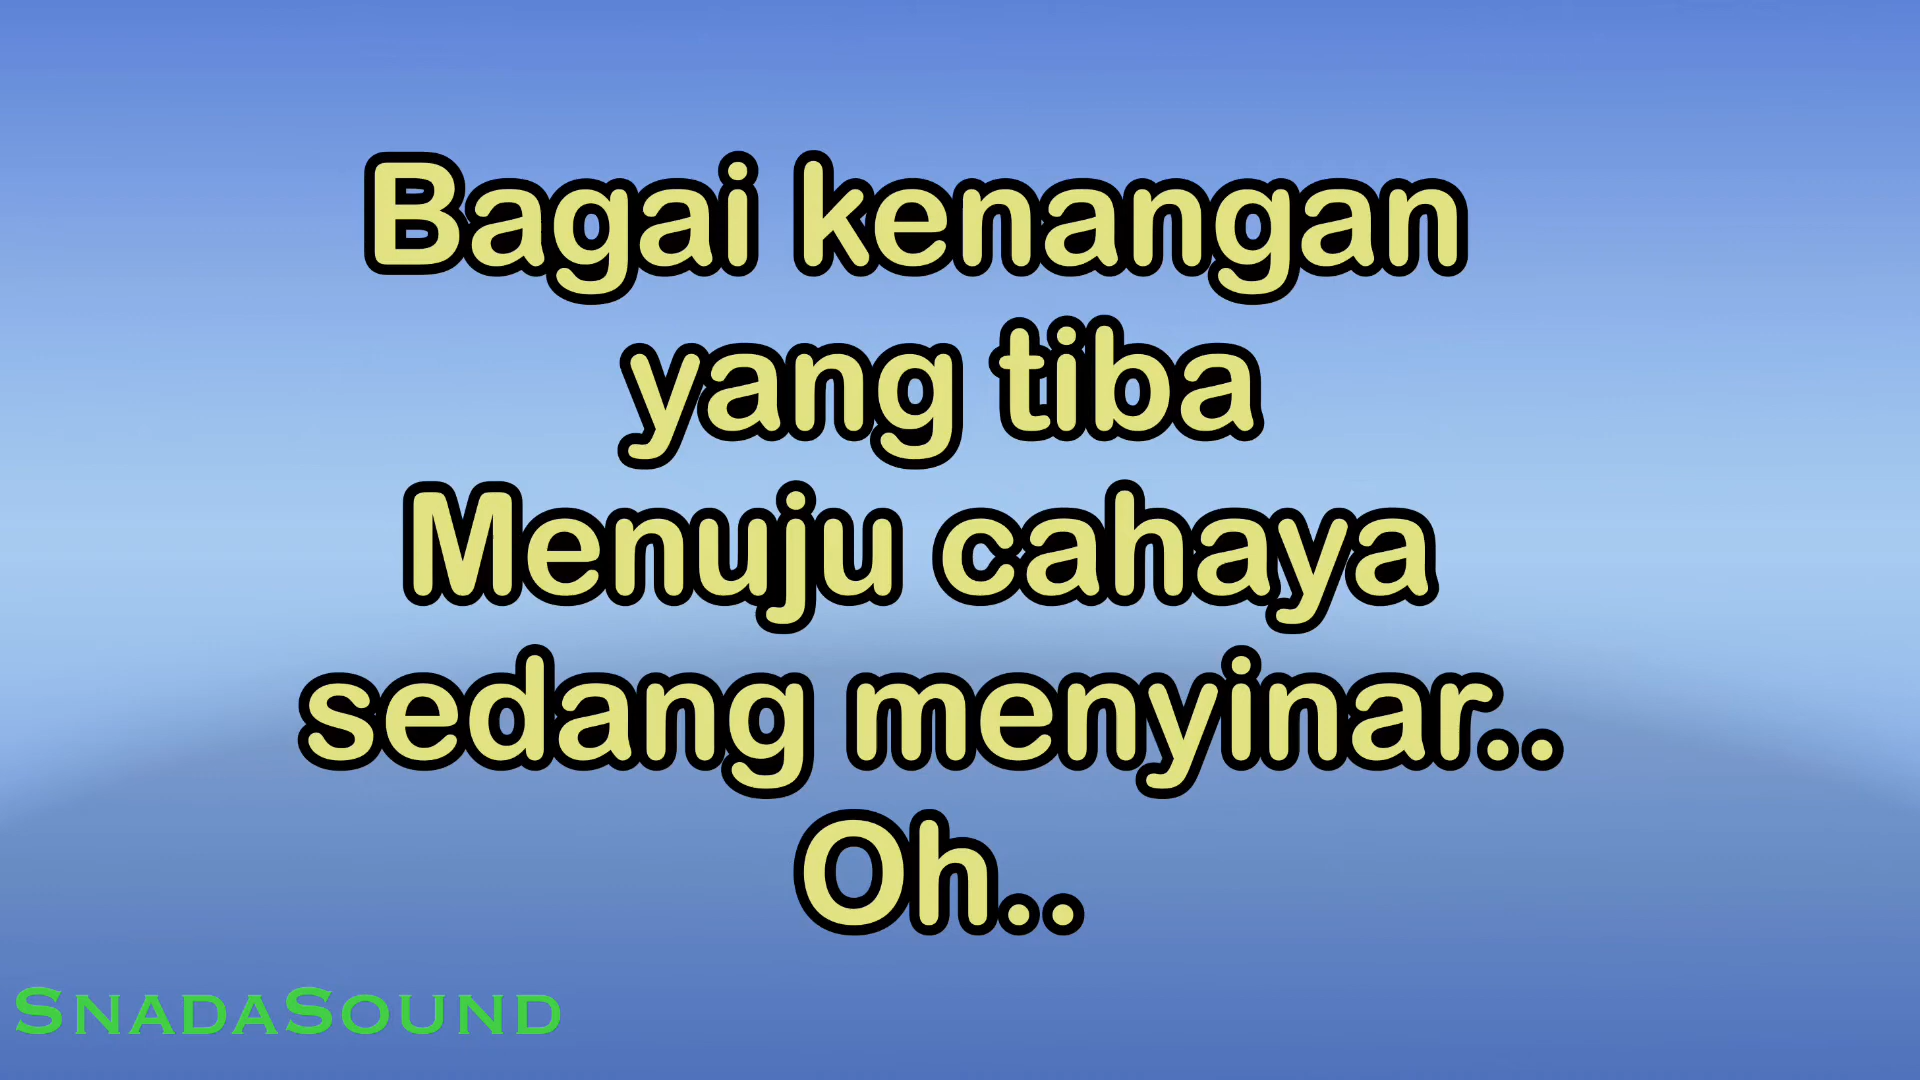 Bagai kenangan
yang tiba
Menuju cahaya
sedang menyinar..
Oh..
SnadaSound